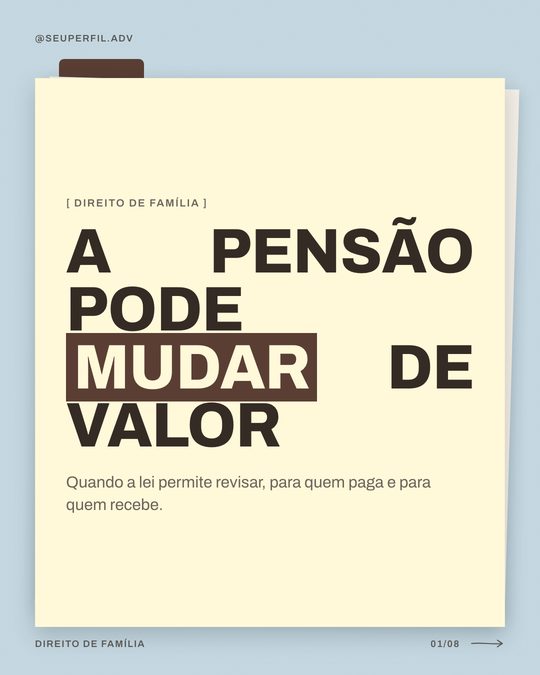 @SEUPERFIL.ADV
[ DIREITO DE FAMÍLIA ]
A PENSÃO
PODE
MUDAR DE
VALOR
Quando a lei permite revisar, para quem paga e para
quem recebe.
DIREITO DE FAMÍLIA
01/08